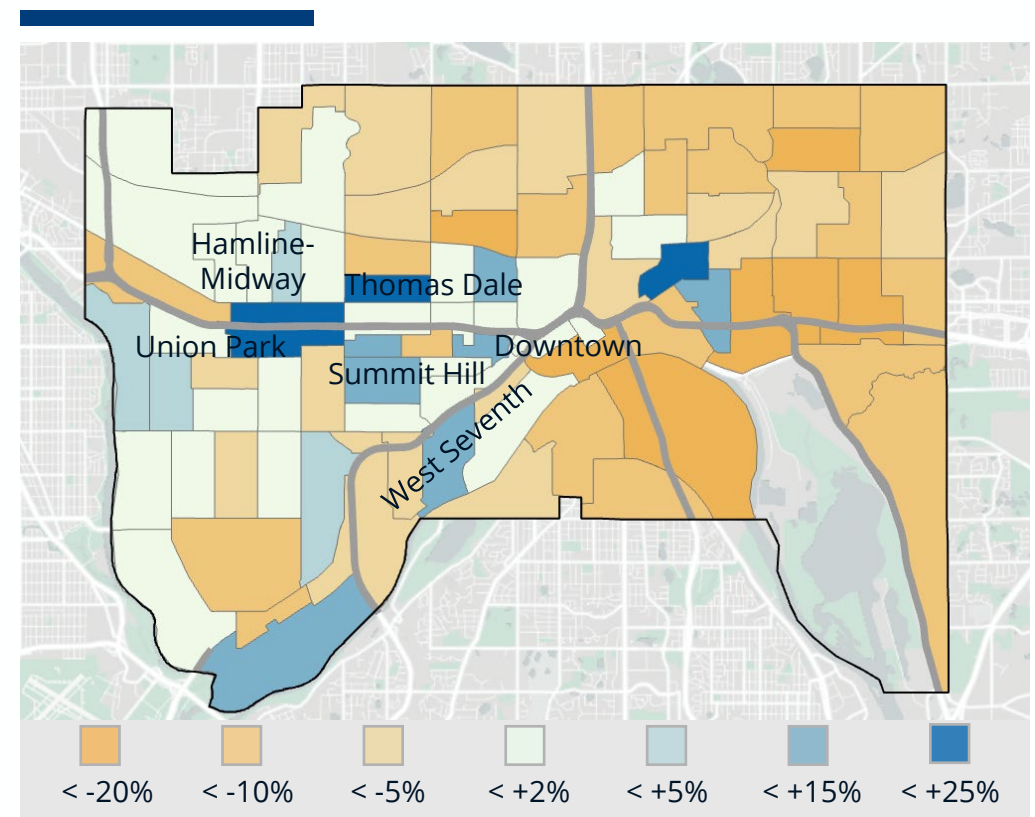 Hamline-
Midway
Thomas Dale
Union Park
Downtown
Summit Hill
West Seventh
< -20%
< -10%
< -5%
< +2%
< +5%
< +15%
< +25%